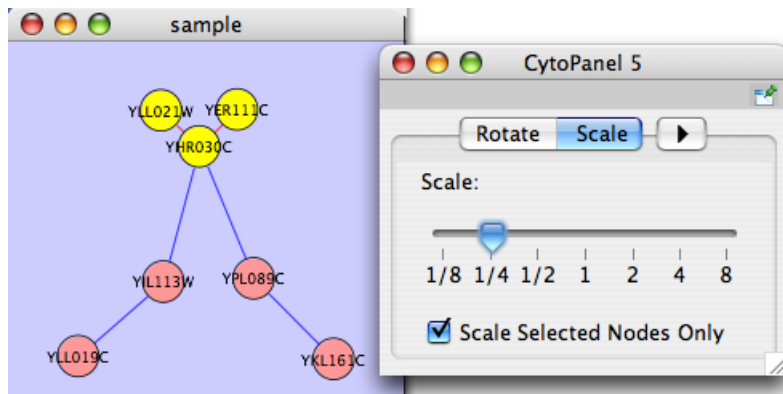 sample
YLL021W YER111C
YHR030C
YIL113W YPL089C
YLL019C YKL161C
CytoPanel 5
Rotate Scale
Scale:
1/8 1/4 1/2 1 2 4 8
Scale Selected Nodes Only